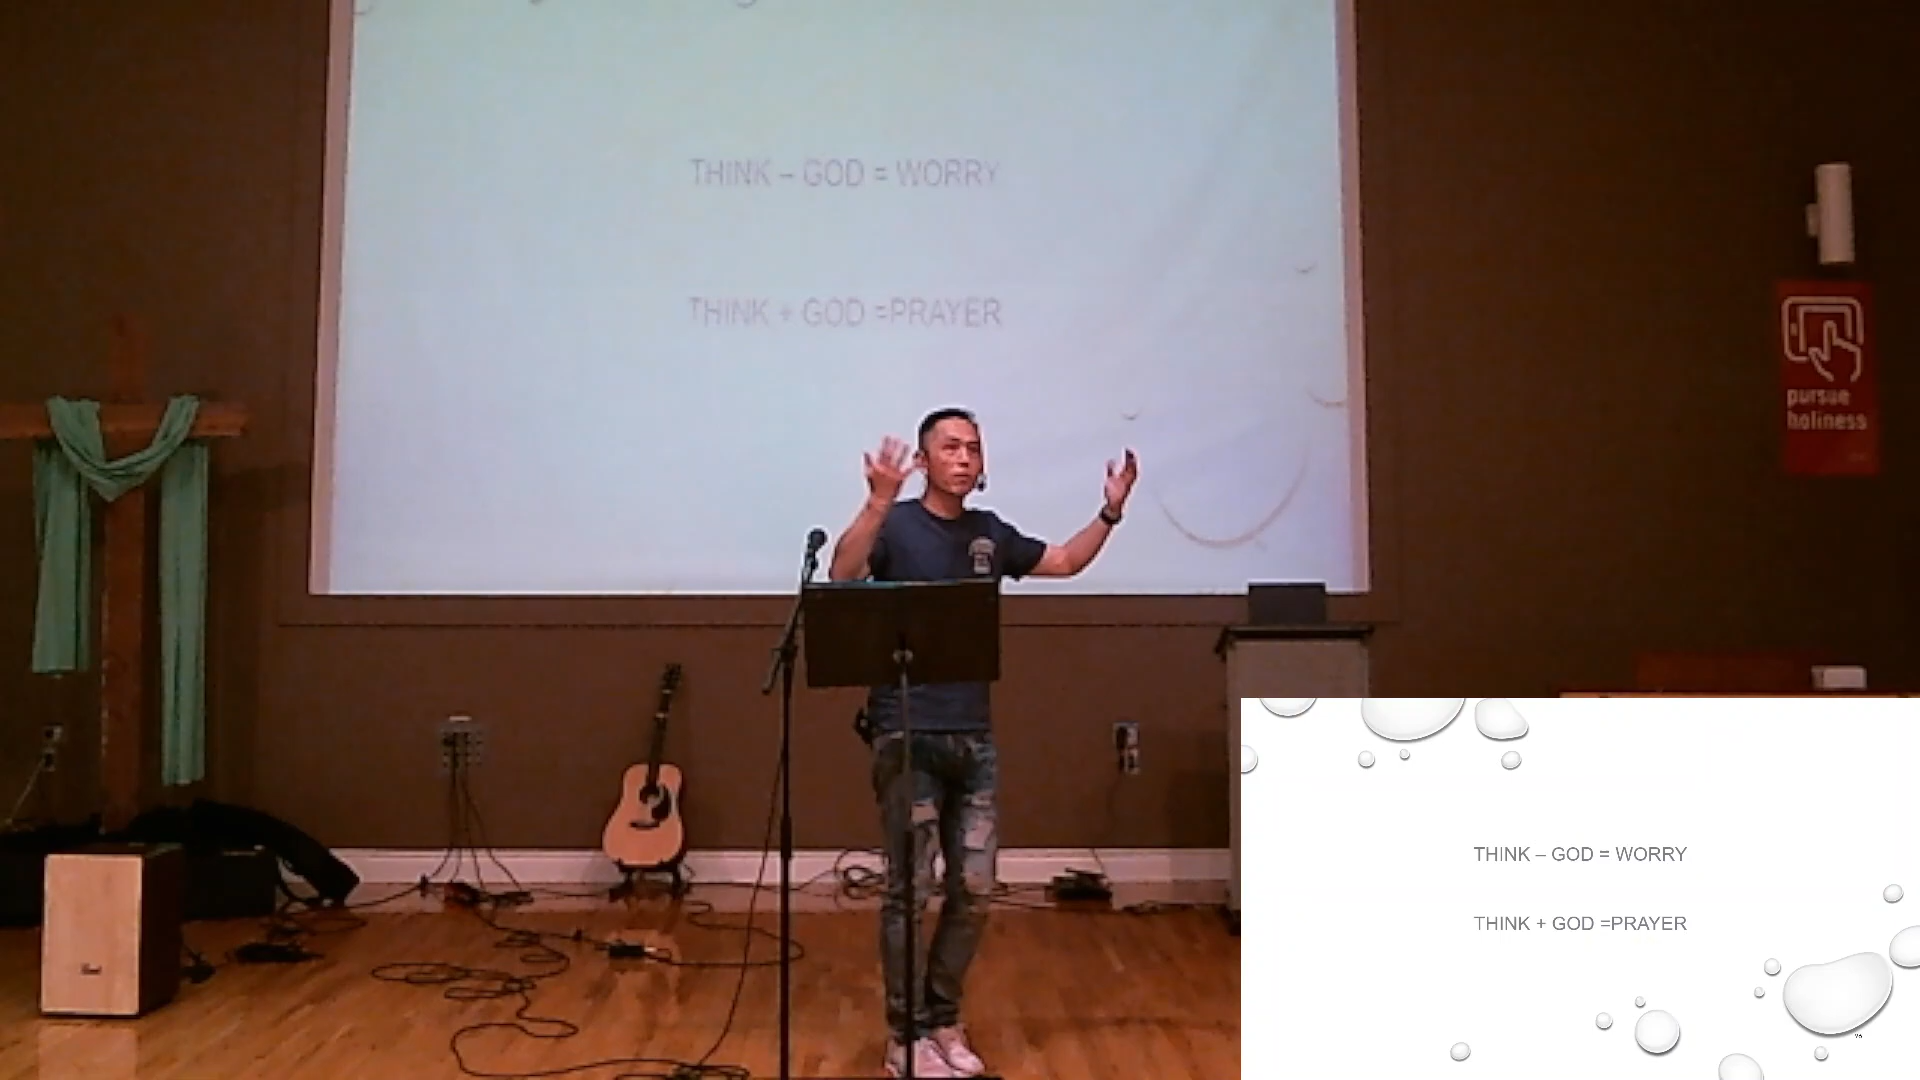 THINK – GOD = WORRY
THINK + GOD =PRAYER
pursue
holiness
THINK – GOD = WORRY
THINK + GOD =PRAYER